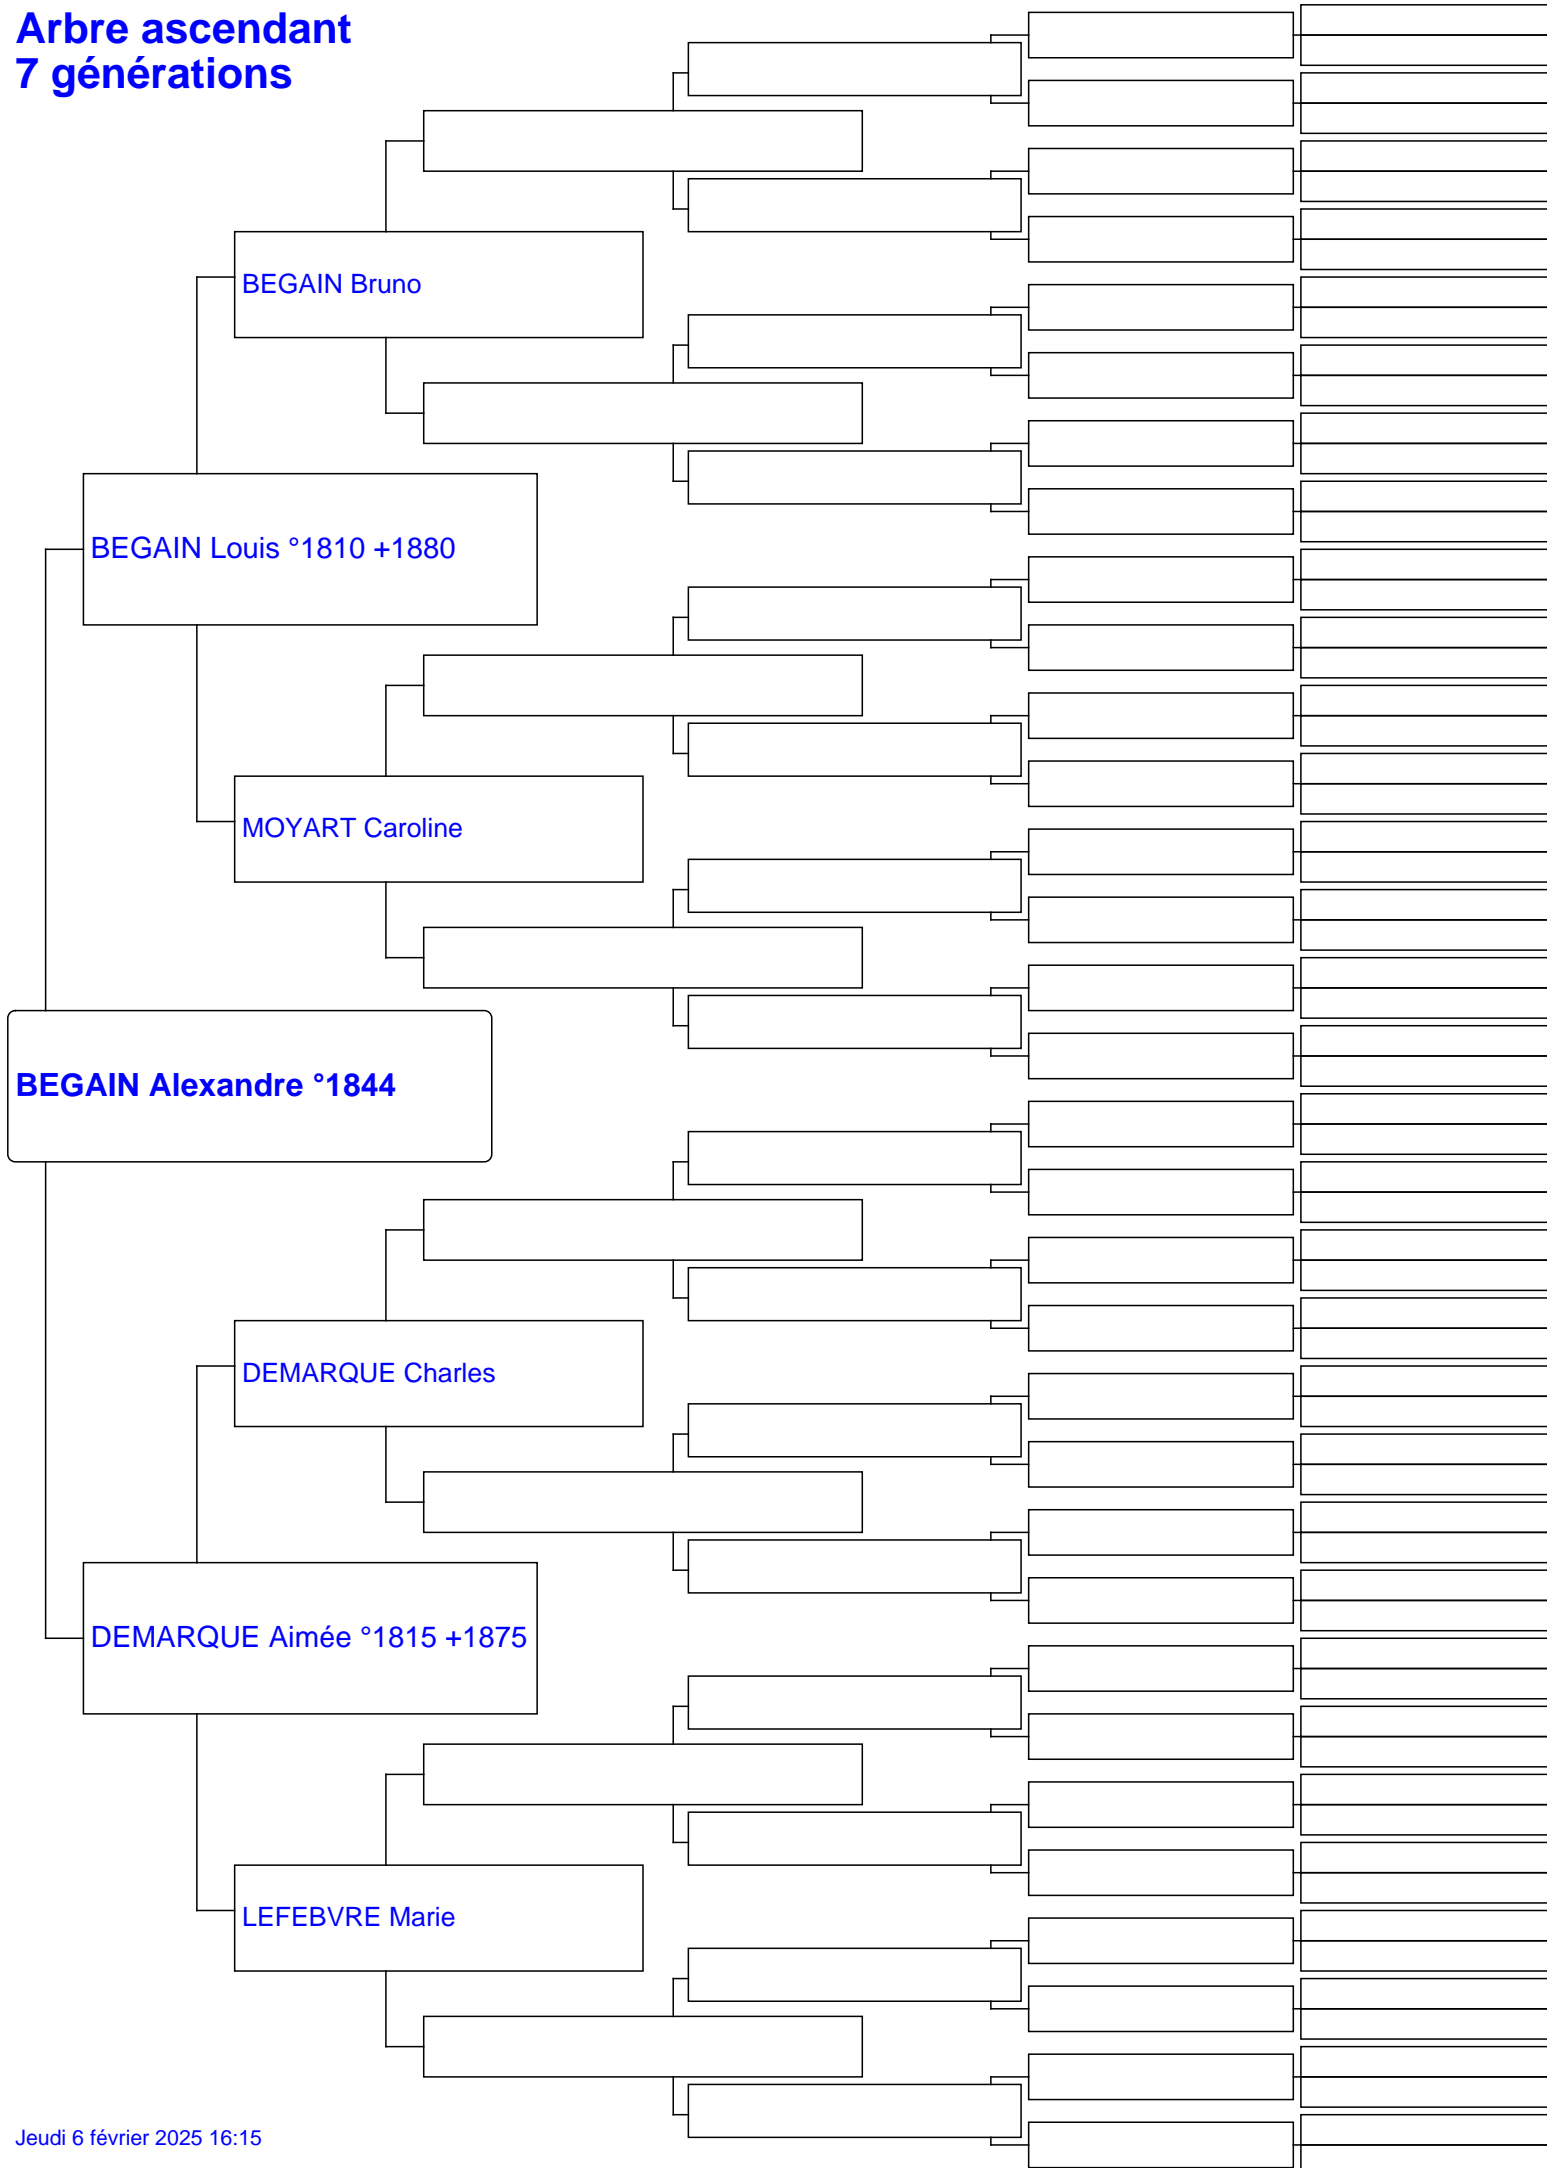 Arbre ascendant
7 générations
BEGAIN Bruno
BEGAIN Louis °1810 +1880
MOYART Caroline
BEGAIN Alexandre °1844
DEMARQUE Charles
DEMARQUE Aimée °1815 +1875
LEFEBVRE Marie
Jeudi 6 février 2025 16:15